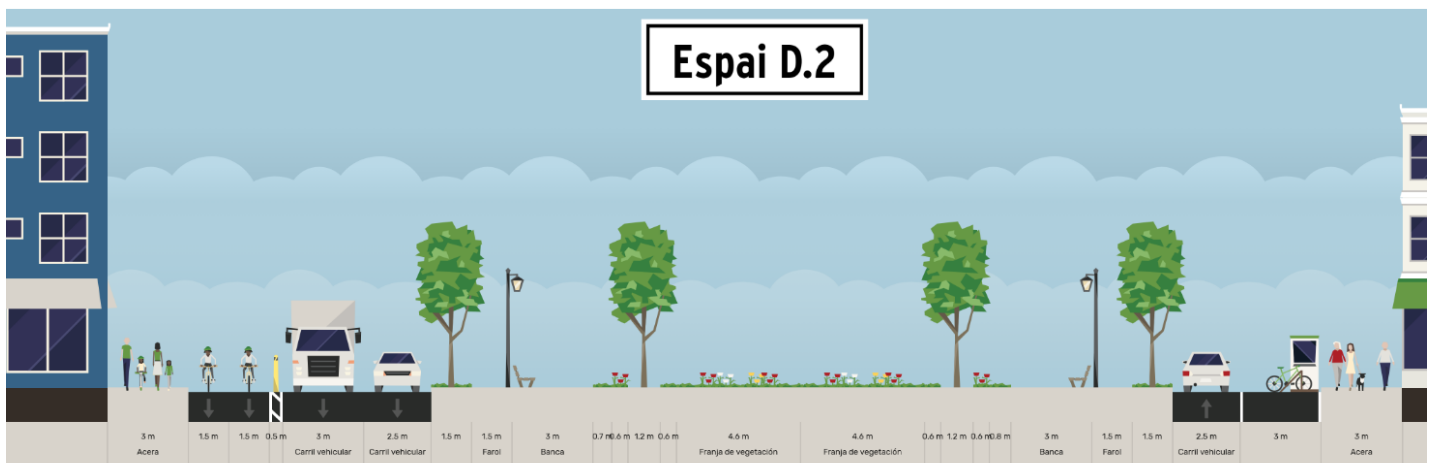 Espai D.2
3 m 1.5 m 1.5 m 0.5 m 3 m 2.5 m 1.5 m 1.5 m 3 m 0.7 m 0.6 m 1.2 m 0.6 m 4.6 m 4.6 m 0.6 m 1.2 m 0.6 m 0.8 m 3 m 1.5 m 1.5 m 2.5 m 3 m 3 m
Acera Carril vehicular Carril vehicular Farol Banca Franja de vegetación Franja de vegetación Banca Farol Carril vehicular Acera